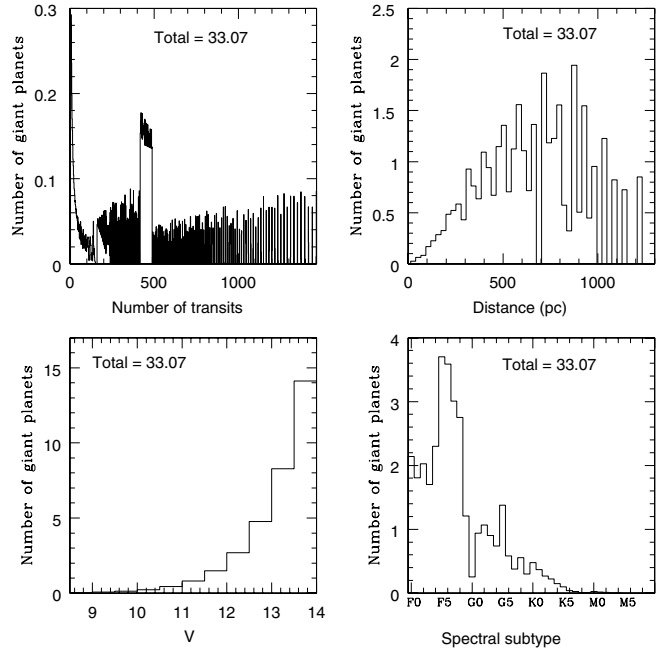 0.3
0.2
0.1
0
Number of giant planets
Total = 33.07
0 500 1000
Number of transits
2.5
2
1.5
1
0.5
0
Number of giant planets
Total = 33.07
500 1000
Distance (pc)
15
10
5
0
Number of giant planets
Total = 33.07
9 10 11 12 13 14
V
4
3
2
1
0
Number of giant planets
Total = 33.07
F0 F5 G0 G5 K0 K5 M0 M5
Spectral subtype